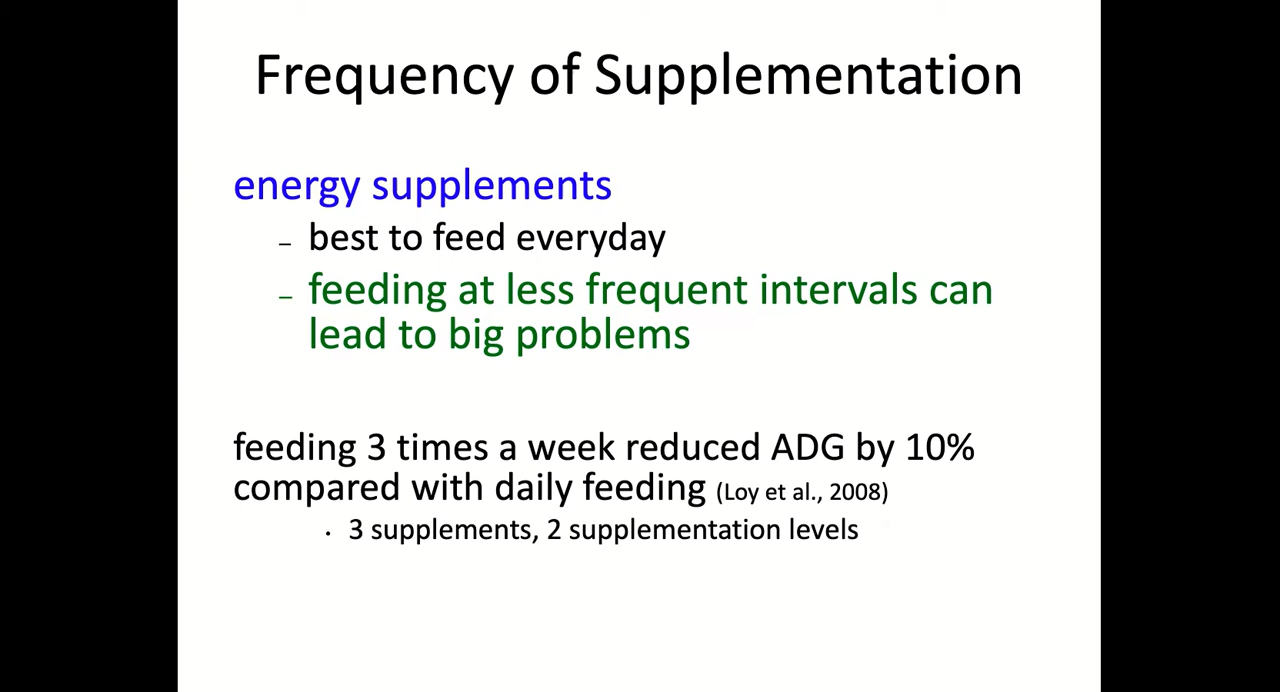 Frequency of Supplementation
energy supplements
– best to feed everyday
– feeding at less frequent intervals can
lead to big problems
feeding 3 times a week reduced ADG by 10%
compared with daily feeding (Loy et al., 2008)
• 3 supplements, 2 supplementation levels